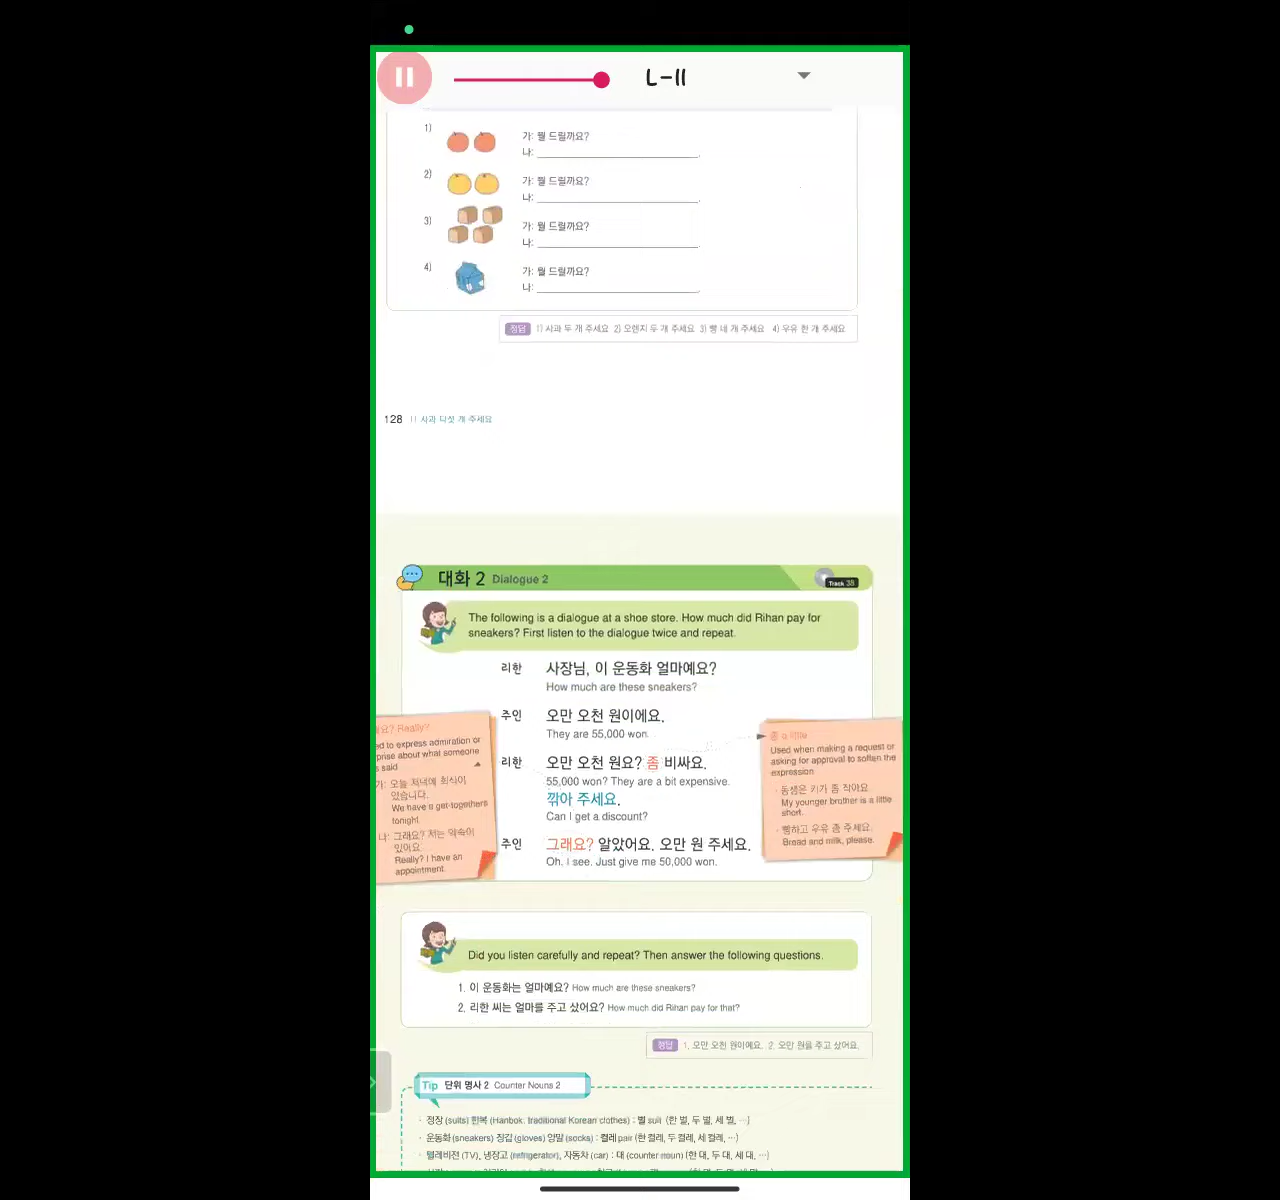 L-11
1)
가: 뭘 드릴까요?
나:
2)
가: 뭘 드릴까요?
나:
3)
가: 뭘 드릴까요?
나:
4)
가: 뭘 드릴까요?
나:
정답 1) 사과 두 개 주세요 2) 오렌지 두 개 주세요 3) 빵 네 개 주세요 4) 우유 한 개 주세요
128 11 사과 다섯 개 주세요
대화 2 Dialogue 2
Track 38
The following is a dialogue at a shoe store. How much did Rihan pay for
sneakers? First listen to the dialogue twice and repeat.
리한 사장님, 이 운동화 얼마예요?
How much are these sneakers?
주인 오만 오천 원이에요.
They are 55,000 won.
리한 오만 오천 원요? 좀 비싸요.
55,000 won? They are a bit expensive.
깎아 주세요.
Can I get a discount?
주인 그래요? 알았어요. 오만 원 주세요.
Oh, I see. Just give me 50,000 won.
요? Really?
to express admiration or
about what someone
said
가: 오늘 저녁에 회식이
있습니다.
We have a get-togethers
tonight.
나: 그래요? 저는 약속이
있어요.
Really? I have an
appointment.
좀 a little
Used when making a request or
asking for approval to soften the
expression
· 동생은 키가 좀 작아요
My younger brother is a little
short.
· 빵하고 우유 좀 주세요.
Bread and milk, please.
Did you listen carefully and repeat? Then answer the following questions.
1. 이 운동화는 얼마예요? How much are these sneakers?
2. 리한 씨는 얼마를 주고 샀어요? How much did Rihan pay for that?
정답 1. 오만 오천 원이에요. 2. 오만 원을 주고 샀어요.
Tip 단위 명사 2 Counter Nouns 2
· 정장 (suits) 한복 (Hanbok: traditional Korean clothes) : 벌 suit (한 벌, 두 벌, 세 벌, …)
· 운동화 (sneakers) 장갑 (gloves) 양말 (socks) : 켤레 pair (한 켤레, 두 켤레, 세 켤레, …)
· 텔레비전 (TV), 냉장고 (refrigerator), 자동차 (car) : 대 (counter noun) (한 대, 두 대, 세 대, …)